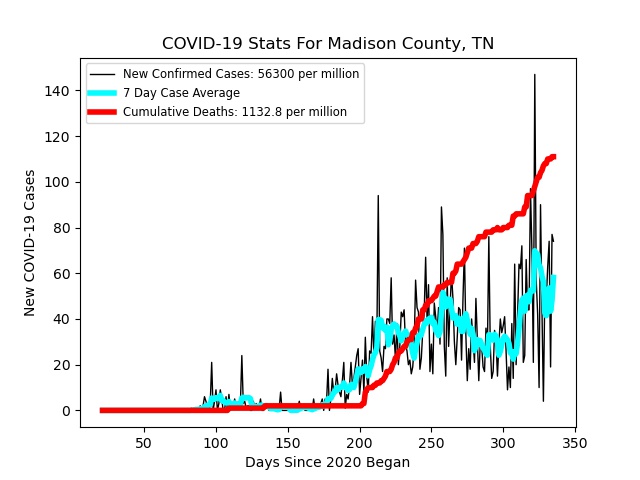 COVID-19 Stats For Madison County, TN
New Confirmed Cases: 56300 per million
7 Day Case Average
Cumulative Deaths: 1132.8 per million
New COVID-19 Cases
140
120
100
80
60
40
20
0
50
100
150
200
250
300
350
Days Since 2020 Began